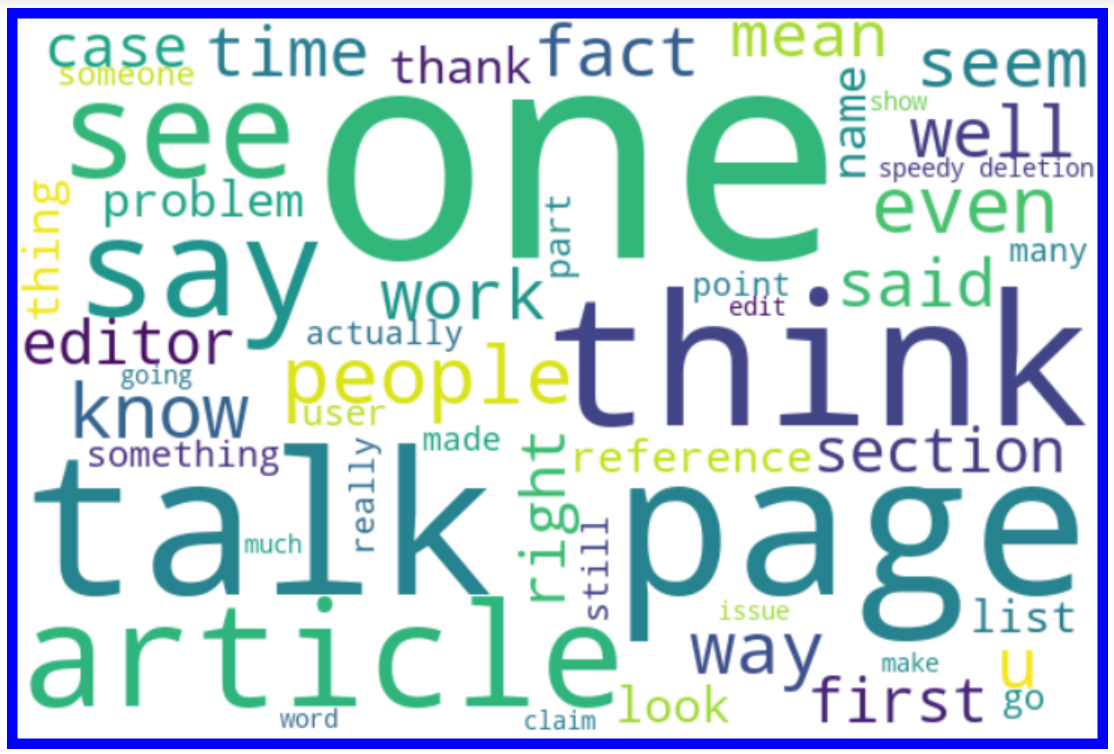 case
time
thank
fact
mean
seem
someone
see
one
name
show
well
speedy deletion
thing
problem
part
even
many
say
work
point
said
edit
editor
actually
think
going
people
know
user
something
really
made
right
reference
section
talk page
much
still
article
issue
list
way
make
u
look
first
go
word
claim